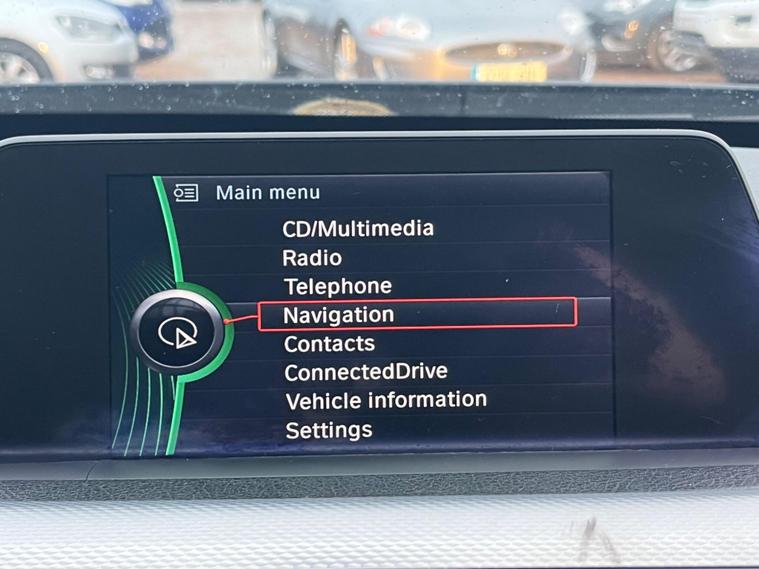 Main menu
CD/Multimedia
Radio
Telephone
Navigation
Contacts
ConnectedDrive
Vehicle information
Settings